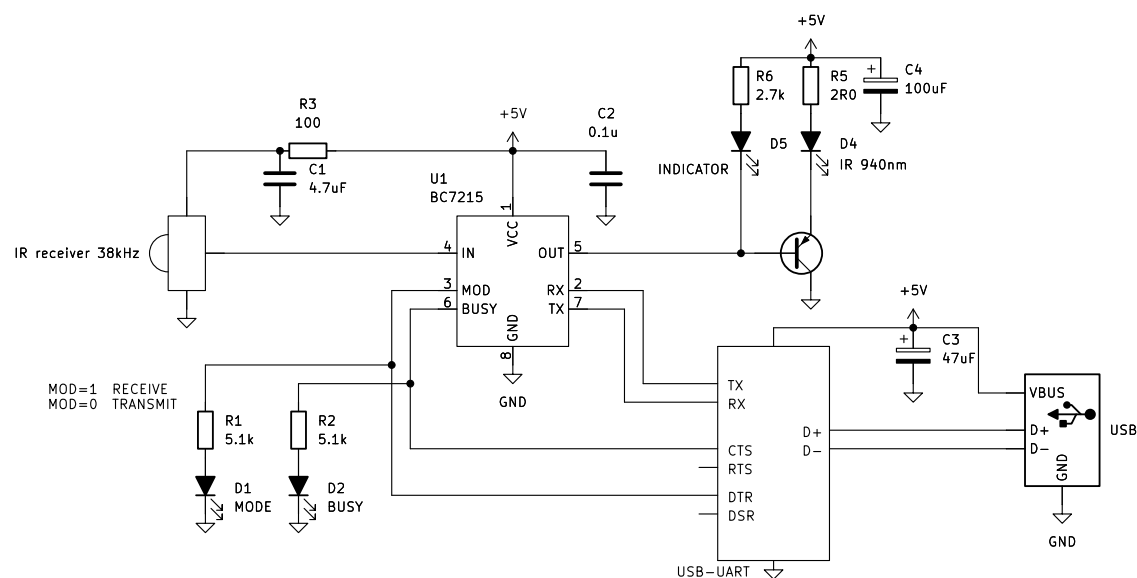 +5V
R6
2.7k
R5
2R0
+
C4
100uF
R3
100
+5V
C2
0.1u
D5
D4
INDICATOR
IR 940nm
C1
4.7uF
U1
BC7215
1
VCC
IR receiver 38kHz
4
IN
OUT
5
3
MOD
RX
2
6
BUSY
TX
7
GND
8
GND
+5V
+
C3
47uF
MOD=1 RECEIVE
MOD=0 TRANSMIT
R1
5.1k
R2
5.1k
D1
MODE
D2
BUSY
TX
RX
D+
D-
CTS
RTS
DTR
DSR
USB-UART
VBUS
D+
D-
GND
USB
GND